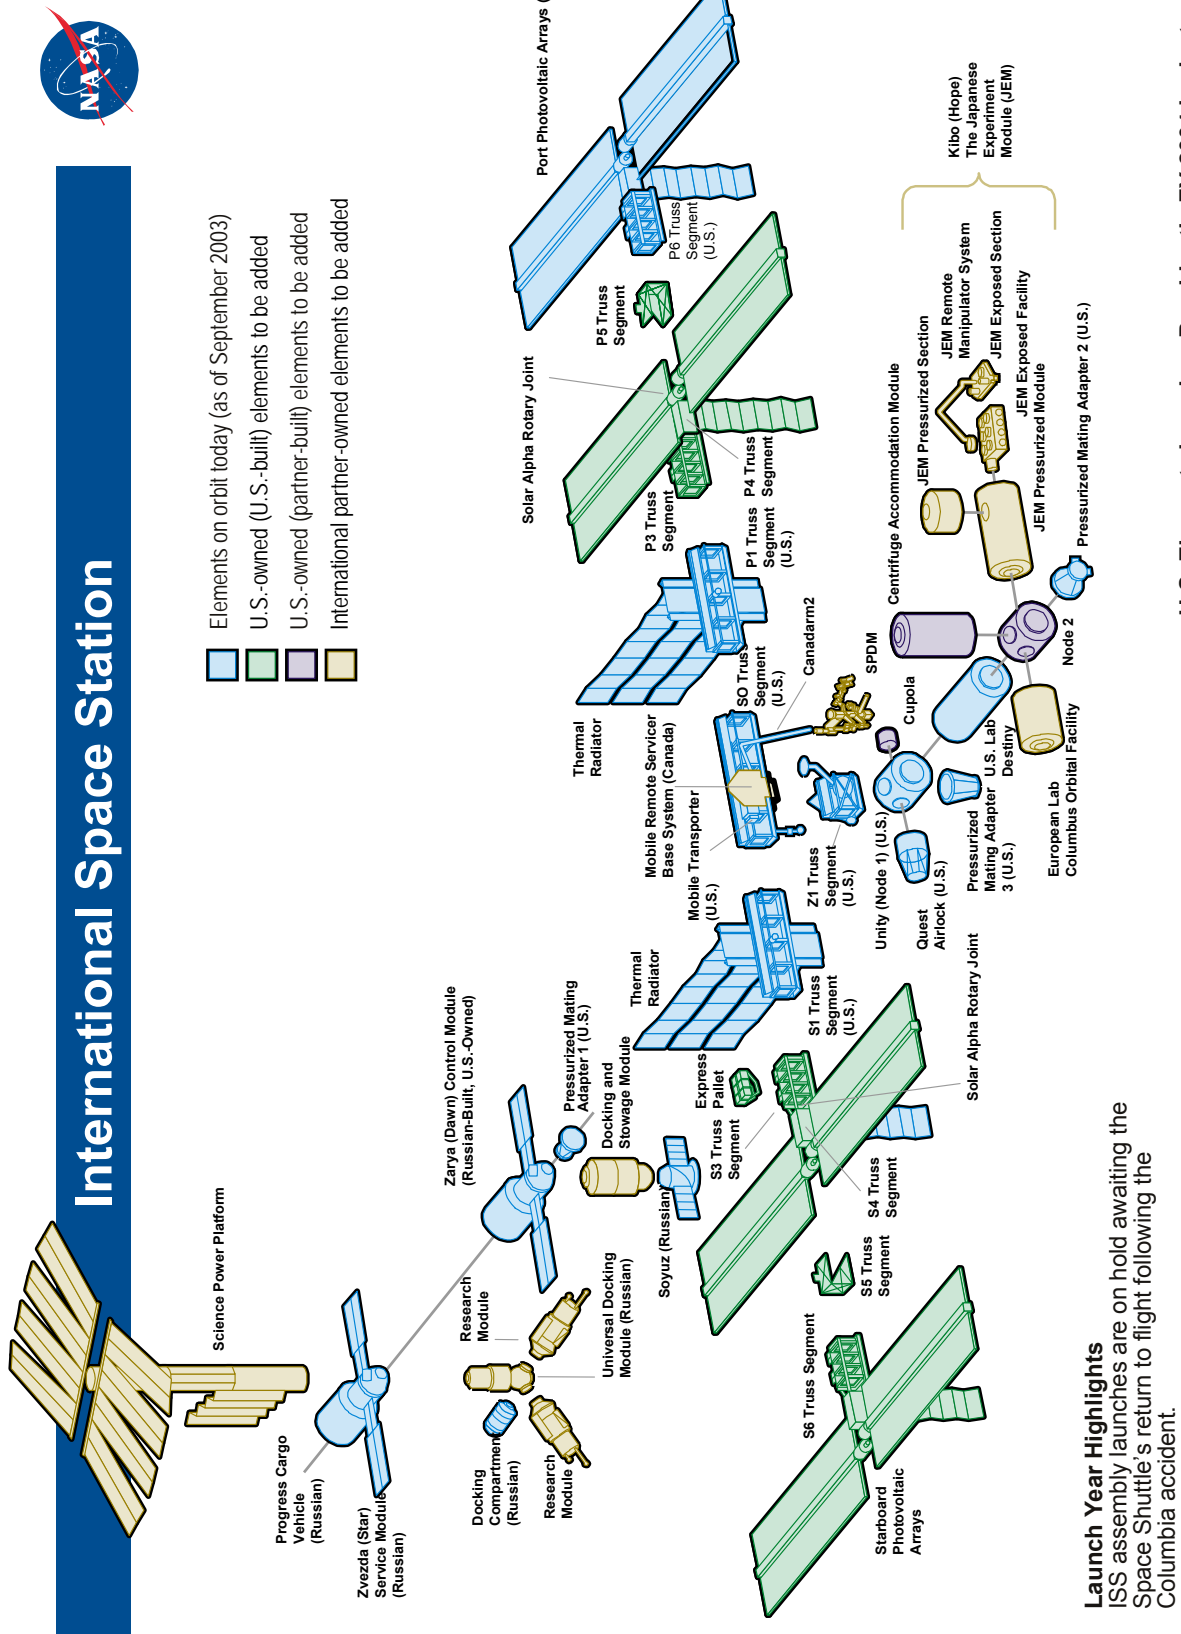 NASA
International Space Station
Elements on orbit today (as of September 2003)
U.S.-owned (U.S.-built) elements to be added
U.S.-owned (partner-built) elements to be added
International partner-owned elements to be added
Science Power Platform
Progress Cargo
Vehicle
(Russian)
Zvezda (Star)
Service Module
(Russian)
Zarya (Dawn) Control Module
(Russian-Built, U.S.-Owned)
Pressurized Mating
Adapter 1 (U.S.)
Docking and
Stowage Module
Soyuz (Russian)
Research
Module
Universal Docking
Module (Russian)
Docking
Compartment
(Russian)
Research
Module
Thermal
Radiator
Thermal
Radiator
Mobile Remote Servicer
Base System (Canada)
Mobile Transporter
(U.S.)
SO Truss
Segment
(U.S.)
Canadarm2
SPDM
Cupola
Z1 Truss
Segment
(U.S.)
Unity (Node 1) (U.S.)
Quest
Airlock (U.S.)
Pressurized
Mating Adapter
3 (U.S.)
U.S. Lab
Destiny
European Lab
Columbus Orbital Facility
Node 2
Pressurized Mating Adapter 2 (U.S.)
Centrifuge Accommodation Module
JEM Pressurized Section
JEM Remote
Manipulator System
JEM Exposed Section
JEM Exposed Facility
JEM Pressurized Module
Kibo (Hope)
The Japanese
Experiment
Module (JEM)
Port Photovoltaic Arrays
P6 Truss
Segment
(U.S.)
P5 Truss
Segment
Solar Alpha Rotary Joint
P4 Truss
Segment
P3 Truss
Segment
P1 Truss
Segment
(U.S.)
S1 Truss
Segment
(U.S.)
Express
Pallet
S3 Truss
Segment
Solar Alpha Rotary Joint
S4 Truss
Segment
S5 Truss
Segment
S6 Truss Segment
Starboard
Photovoltaic
Arrays
Launch Year Highlights
ISS assembly launches are on hold awaiting the
Space Shuttle's return to flight following the
Columbia accident.